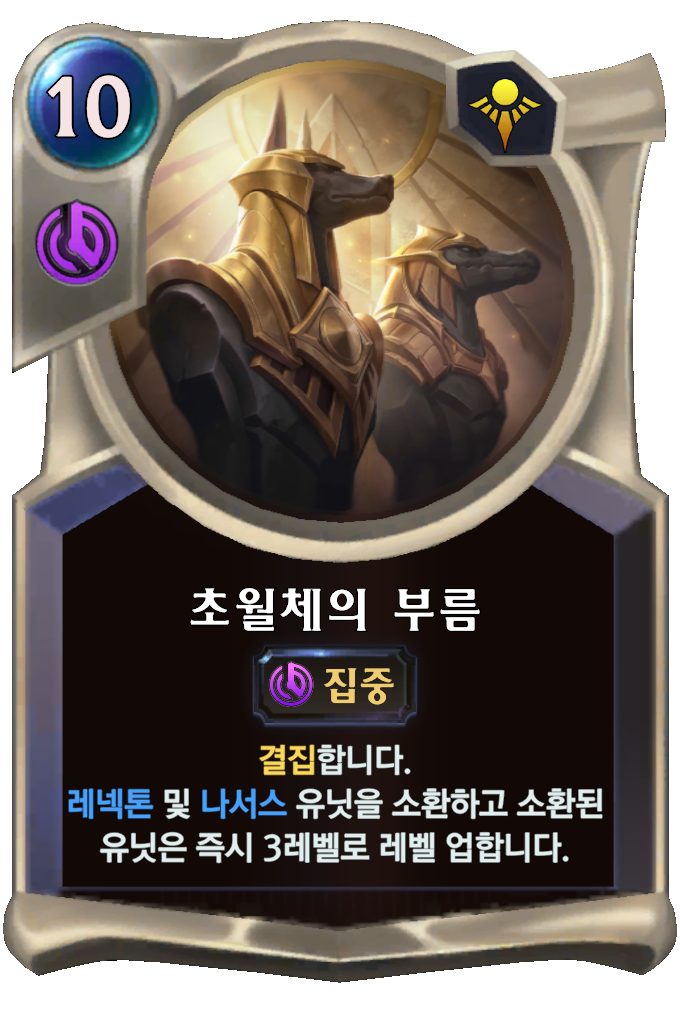 10
초월체의 부름
집중
결집합니다.
레넥톤 및 나서스 유닛을 소환하고 소환된
유닛은 즉시 3레벨로 레벨 업합니다.